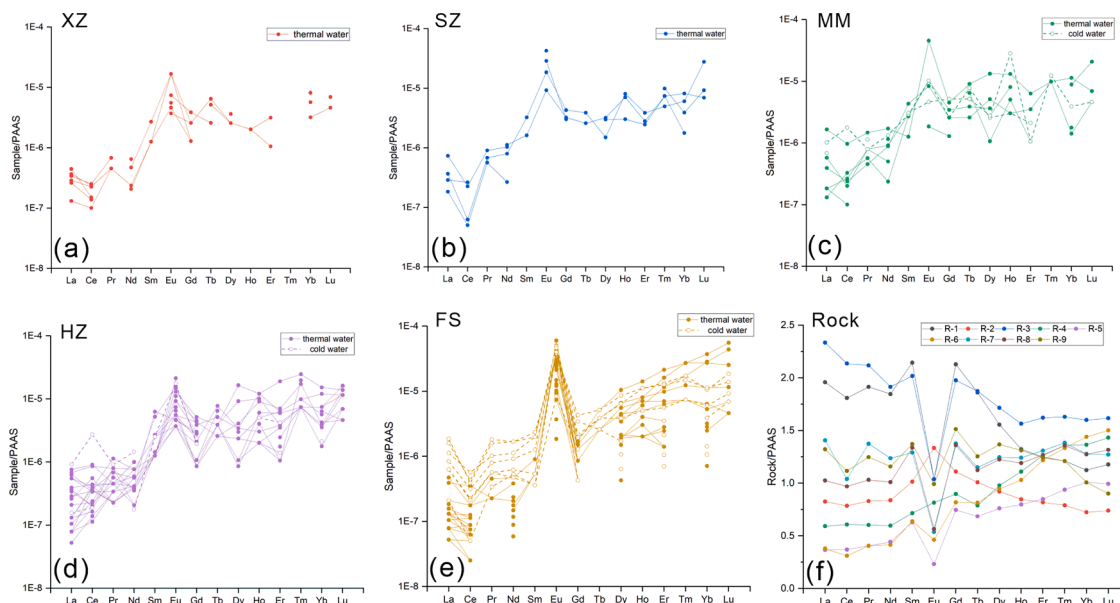 XZ
1E-4
thermal water
1E-5
Sample/PAAS
1E-6
1E-7
(a)
1E-8
La Ce Pr Nd Sm Eu Gd Tb Dy Ho Er Tm Yb Lu
SZ
1E-4
thermal water
1E-5
Sample/PAAS
1E-6
1E-7
(b)
1E-8
La Ce Pr Nd Sm Eu Gd Tb Dy Ho Er Tm Yb Lu
MM
1E-4
thermal water
cold water
1E-5
Sample/PAAS
1E-6
1E-7
(c)
1E-8
La Ce Pr Nd Sm Eu Gd Tb Dy Ho Er Tm Yb Lu
HZ
1E-4
thermal water
cold water
1E-5
Sample/PAAS
1E-6
1E-7
(d)
1E-8
La Ce Pr Nd Sm Eu Gd Tb Dy Ho Er Tm Yb Lu
FS
1E-4
thermal water
cold water
1E-5
Sample/PAAS
1E-6
1E-7
(e)
1E-8
La Ce Pr Nd Sm Eu Gd Tb Dy Ho Er Tm Yb Lu
Rock
2.5
R-1 R-2 R-3 R-4 R-5
R-6 R-7 R-8 R-9
2.0
1.5
Rock/PAAS
1.0
0.5
(f)
0.0
La Ce Pr Nd Sm Eu Gd Tb Dy Ho Er Tm Yb Lu